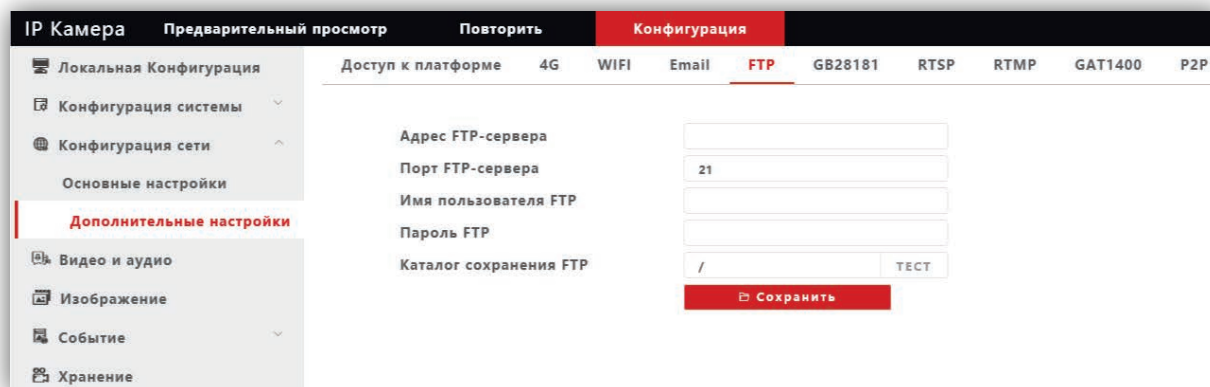 IP Камера Предварительный просмотр Повторить Конфигурация
Локальная Конфигурация
Конфигурация системы
Конфигурация сети
Основные настройки
Дополнительные настройки
Видео и аудио
Изображение
Событие
Хранение
Доступ к платформе 4G WIFI Email FTP GB28181 RTSP RTMP GAT1400 P2P
Адрес FTP-сервера
Порт FTP-сервера 21
Имя пользователя FTP
Пароль FTP
Каталог сохранения FTP / ТЕСТ
Сохранить